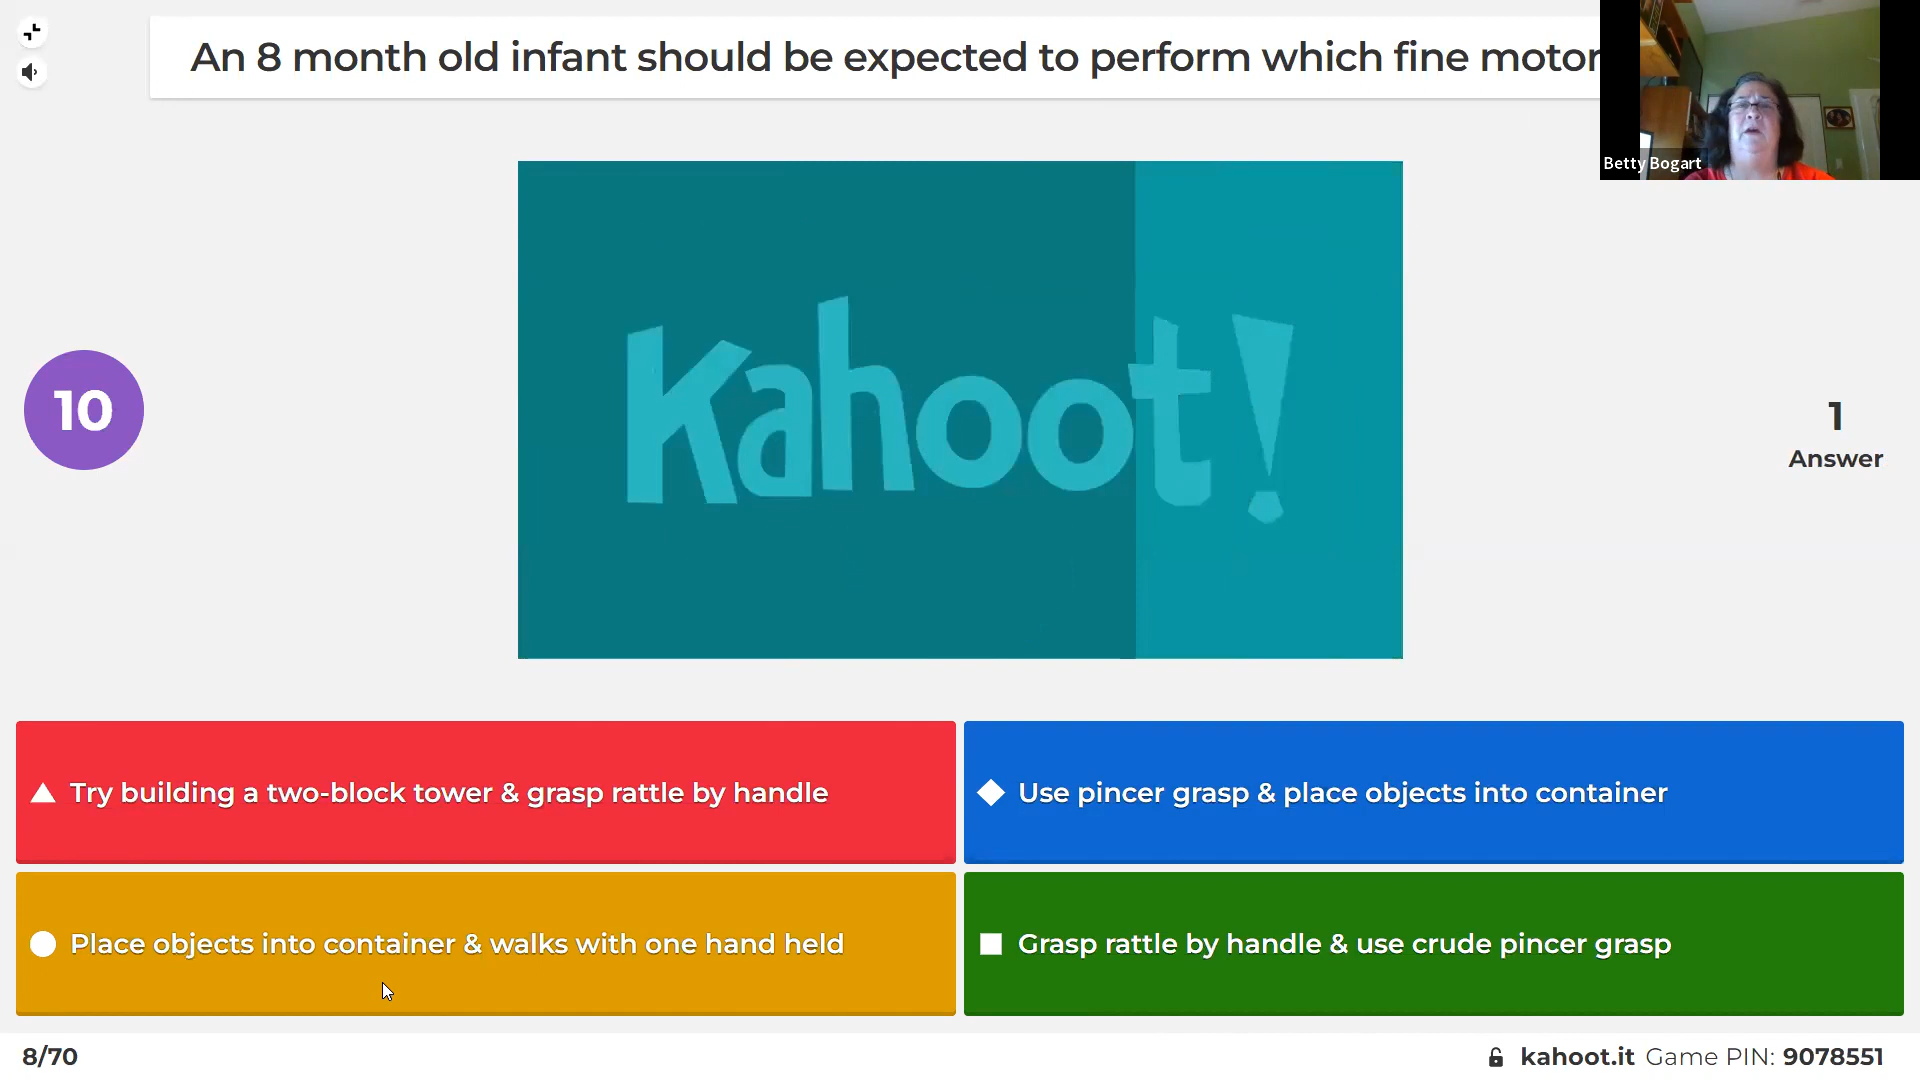 An 8 month old infant should be expected to perform which fine motor
Betty Bogart
Kahoot!
10
1
Answer
Try building a two-block tower & grasp rattle by handle
Use pincer grasp & place objects into container
Place objects into container & walks with one hand held
Grasp rattle by handle & use crude pincer grasp
8/70
kahoot.it Game PIN: 9078551